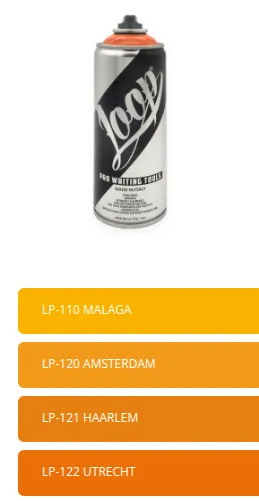 Loop
PRO WRITING TOOLS
MADE IN ITALY
LP-110 MALAGA
LP-120 AMSTERDAM
LP-121 HAARLEM
LP-122 UTRECHT